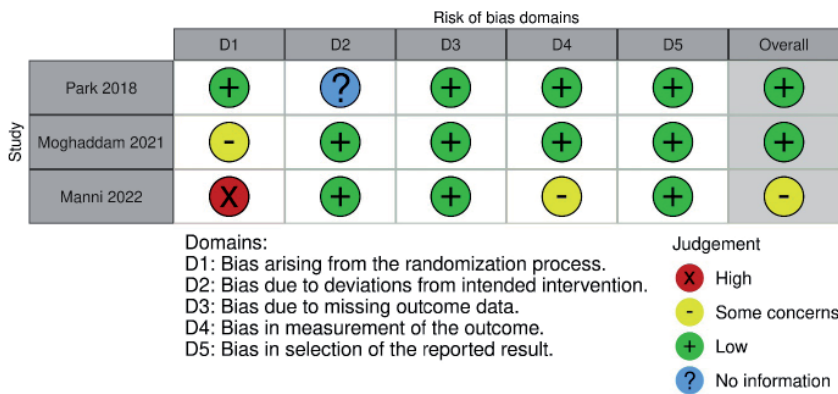 Risk of bias domains
D1 D2 D3 D4 D5 Overall
Study
Park 2018 + ? + + + +
Moghaddam 2021 - + + + + +
Manni 2022 X + + - + -
Domains:
D1: Bias arising from the randomization process.
D2: Bias due to deviations from intended intervention.
D3: Bias due to missing outcome data.
D4: Bias in measurement of the outcome.
D5: Bias in selection of the reported result.
Judgement
X High
- Some concerns
+ Low
? No information